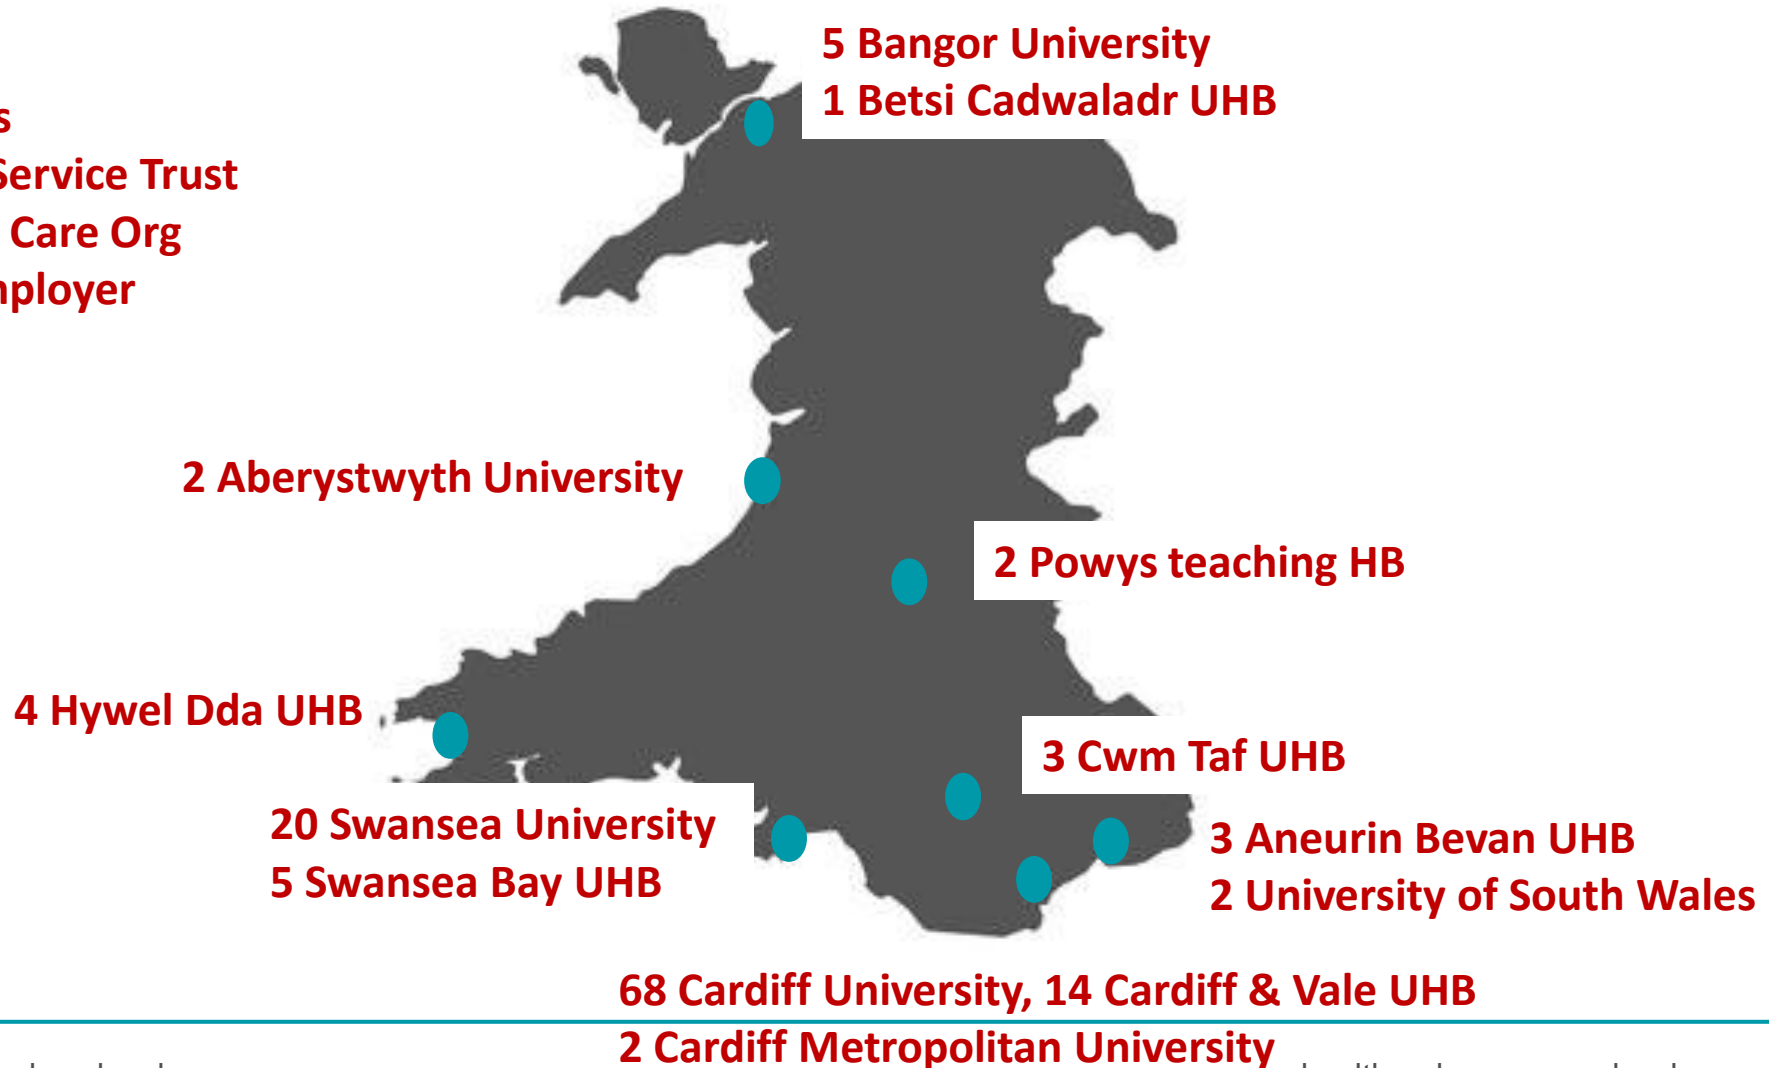 5 Bangor University
1 Betsi Cadwaladr UHB
Service Trust
Care Org
2 Aberystwyth University
2 Powys teaching HB
4 Hywel Dda UHB
3 Cwm Taf UHB
20 Swansea University
5 Swansea Bay UHB
3 Aneurin Bevan UHB
2 University of South Wales
68 Cardiff University, 14 Cardiff & Vale UHB
2 Cardiff Metropolitan University